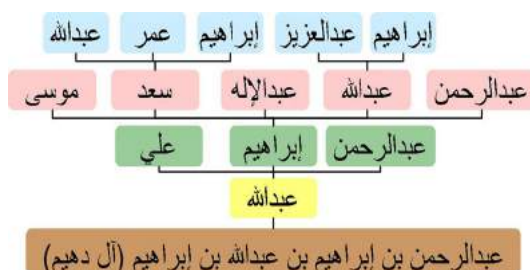 إبراهيم عبدالعزيز إبراهيم عمر عبدالله
عبدالرحمن عبدالله عبدالإله سعد موسى
عبدالرحمن إبراهيم علي
عبدالله
عبدالرحمن بن إبراهيم بن عبدالله بن إبراهيم (آل دهيم)